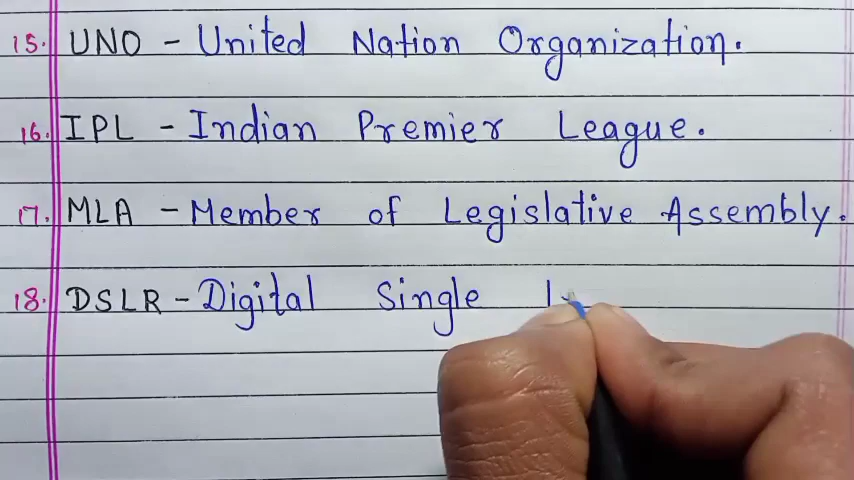 15. UNO - United Nation Organization.
16. IPL - Indian Premier League.
17. MLA - Member of Legislative Assembly.
18. DSLR - Digital Single